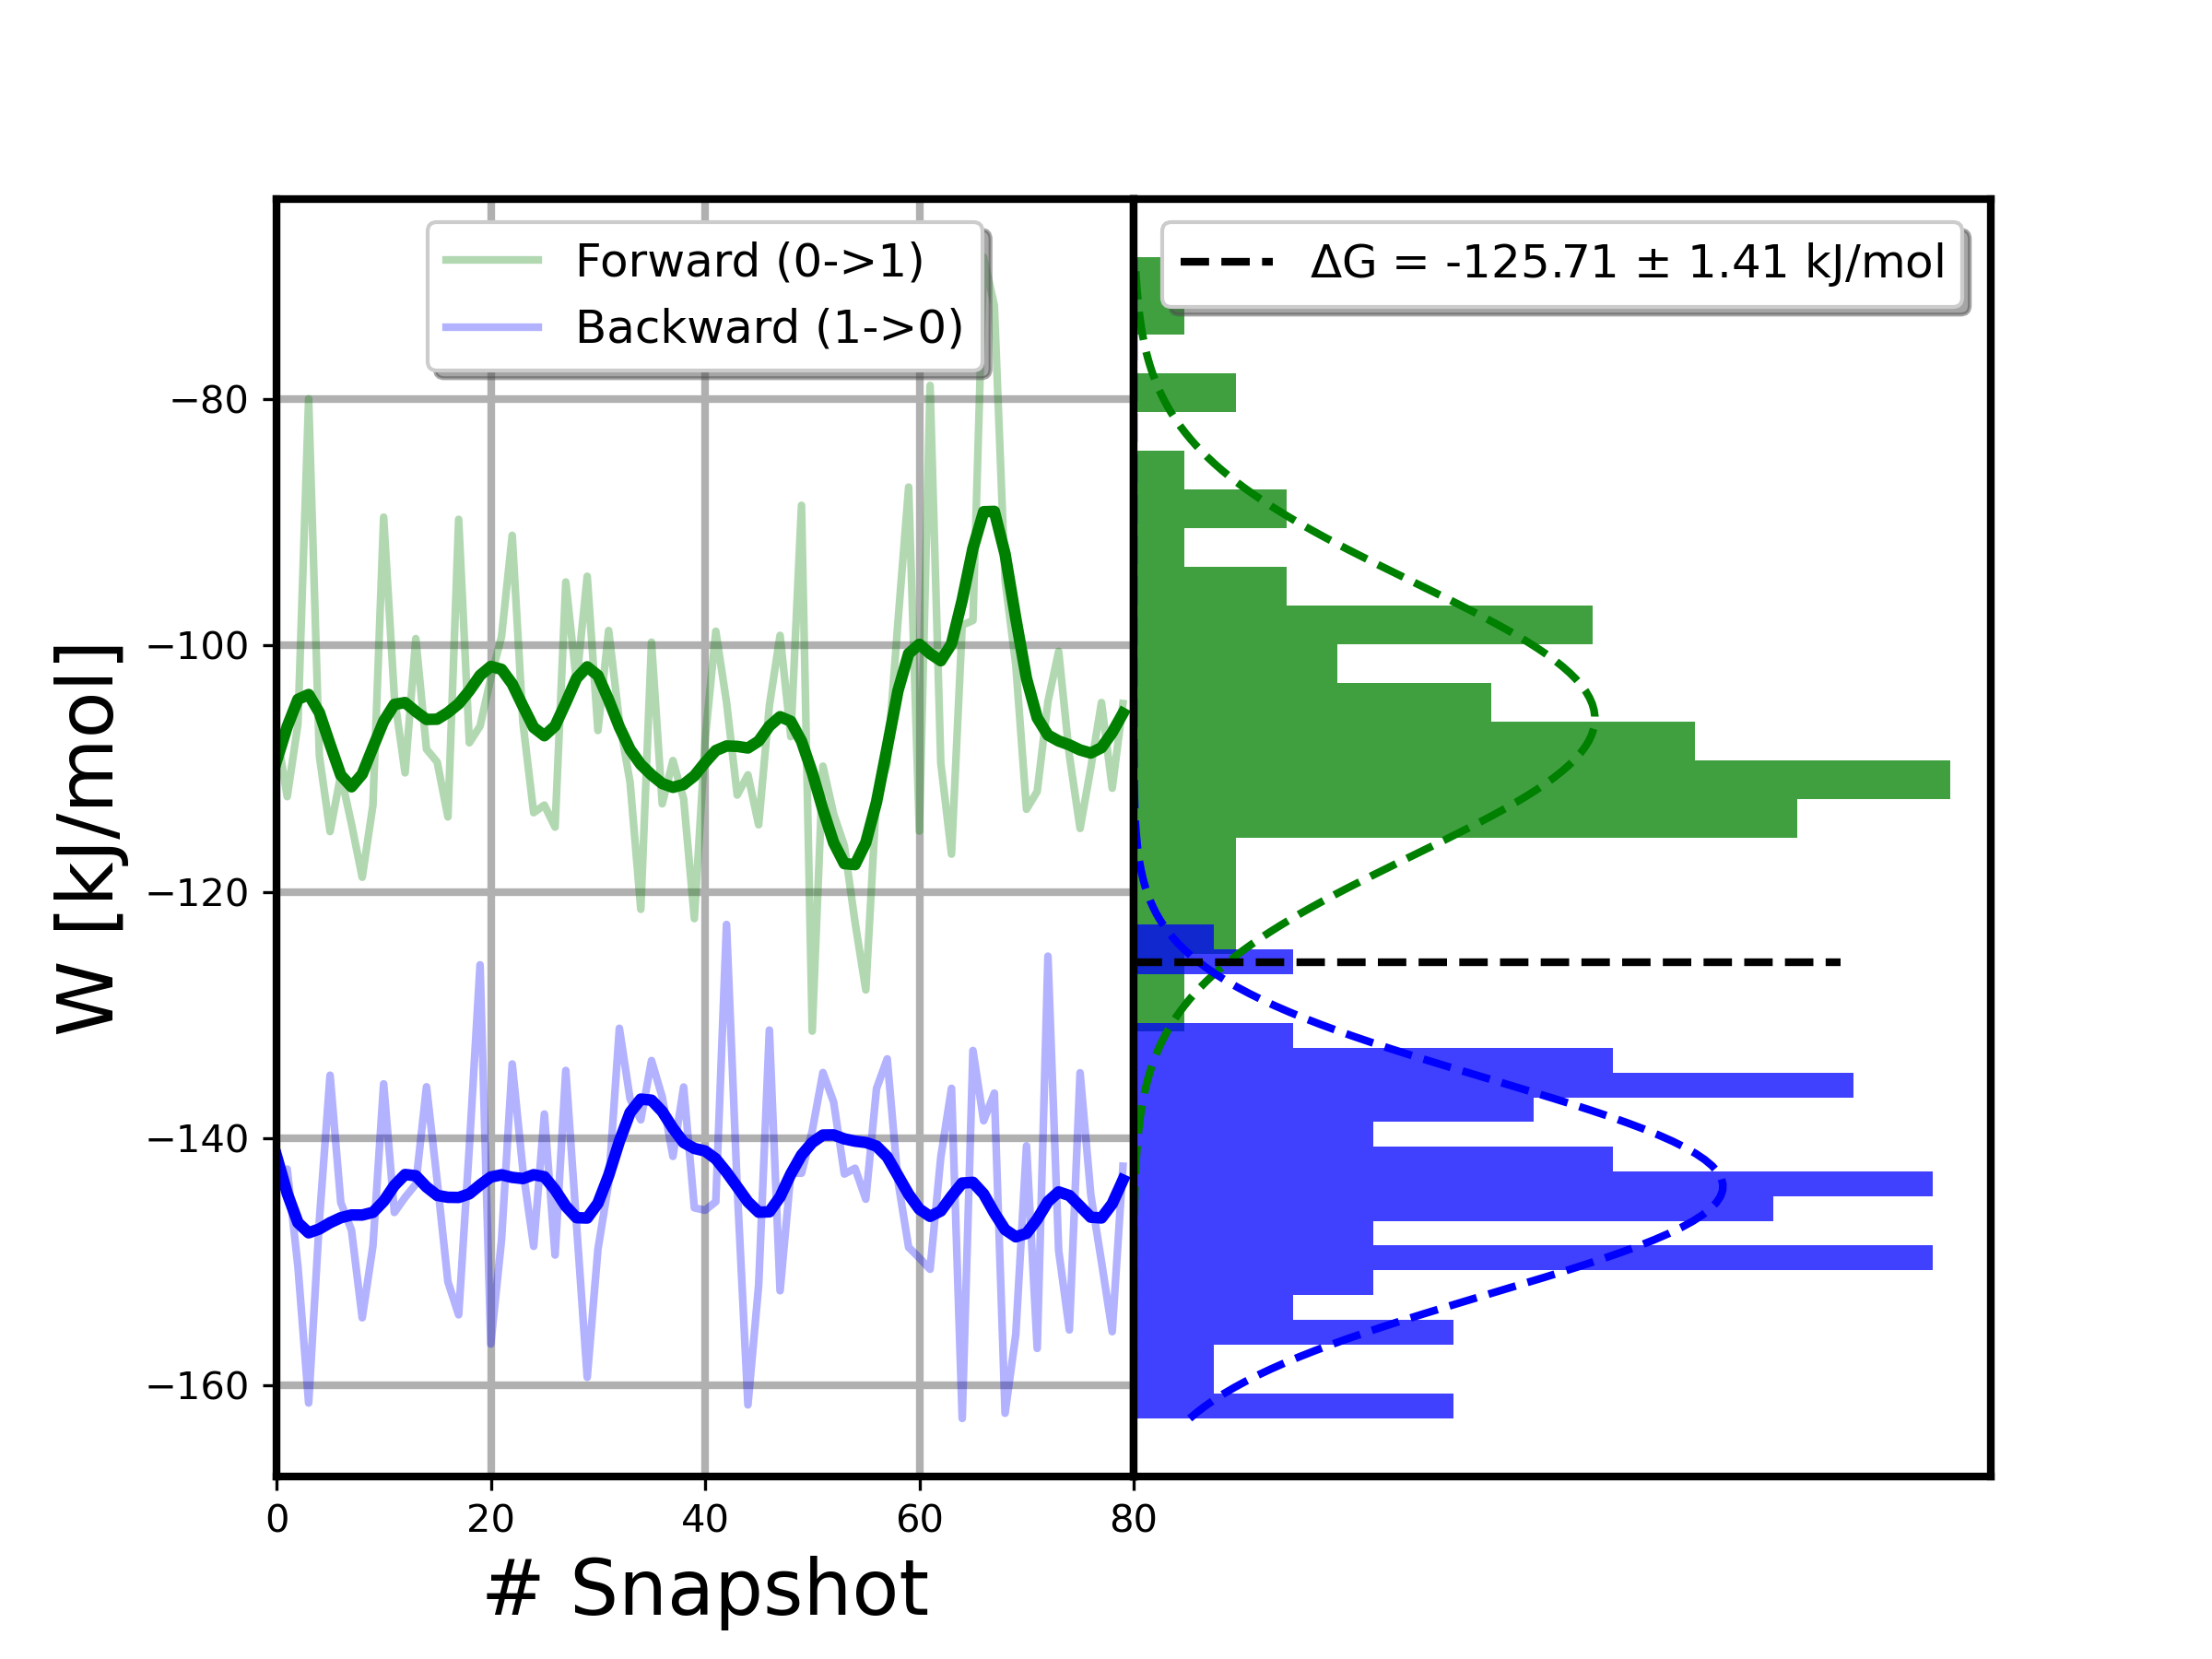 Forward (0->1)
Backward (1->0)
ΔG = -125.71 ± 1.41 kJ/mol
W [kJ/mol]
−80
−100
−120
−140
−160
0 20 40 60 80
# Snapshot